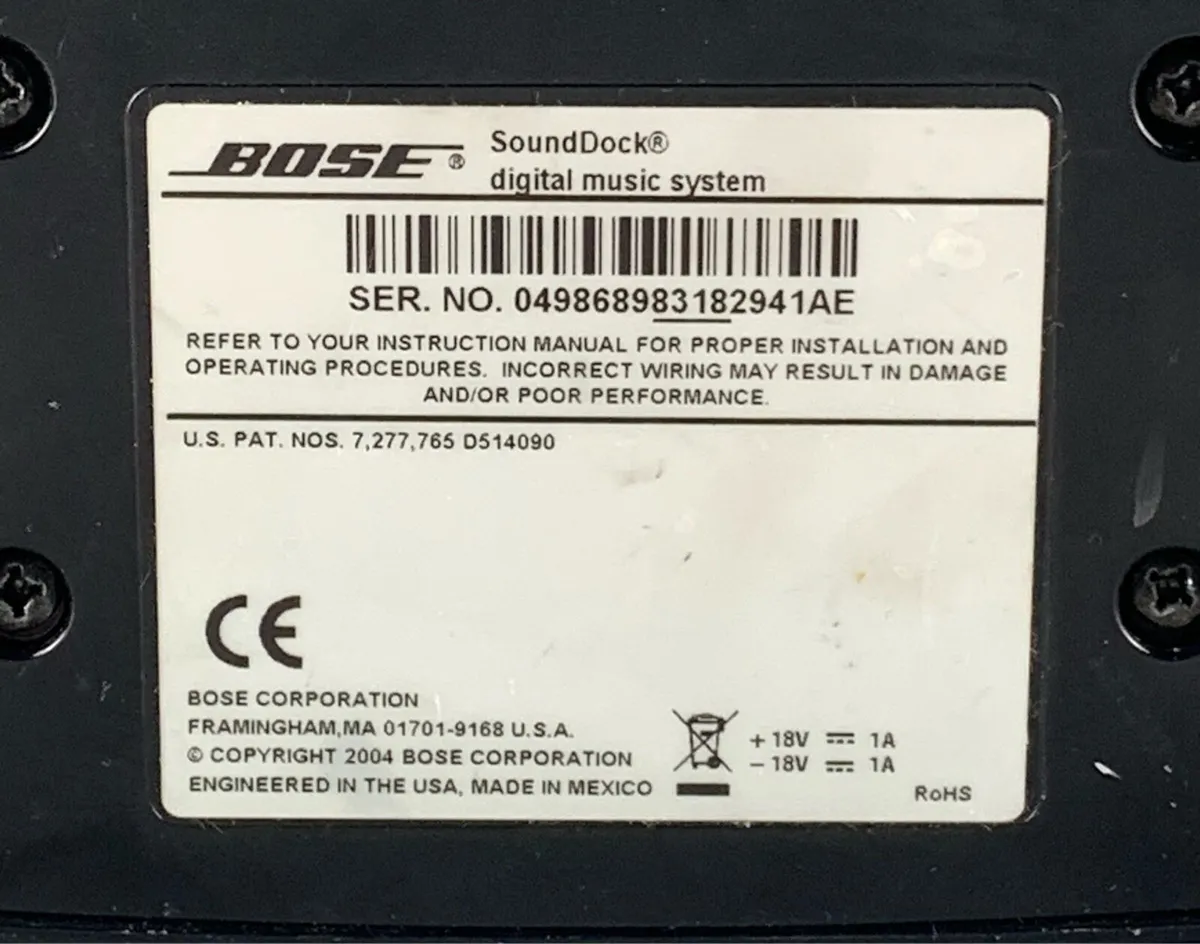 BOSE® SoundDock®
digital music system
SER. NO. 049868983182941AE
REFER TO YOUR INSTRUCTION MANUAL FOR PROPER INSTALLATION AND
OPERATING PROCEDURES. INCORRECT WIRING MAY RESULT IN DAMAGE
AND/OR POOR PERFORMANCE.
U.S. PAT. NOS. 7,277,765 D514090
CE
BOSE CORPORATION
FRAMINGHAM,MA 01701-9168 U.S.A.
© COPYRIGHT 2004 BOSE CORPORATION
ENGINEERED IN THE USA, MADE IN MEXICO
+ 18V ⎓ 1A
– 18V ⎓ 1A
RoHS